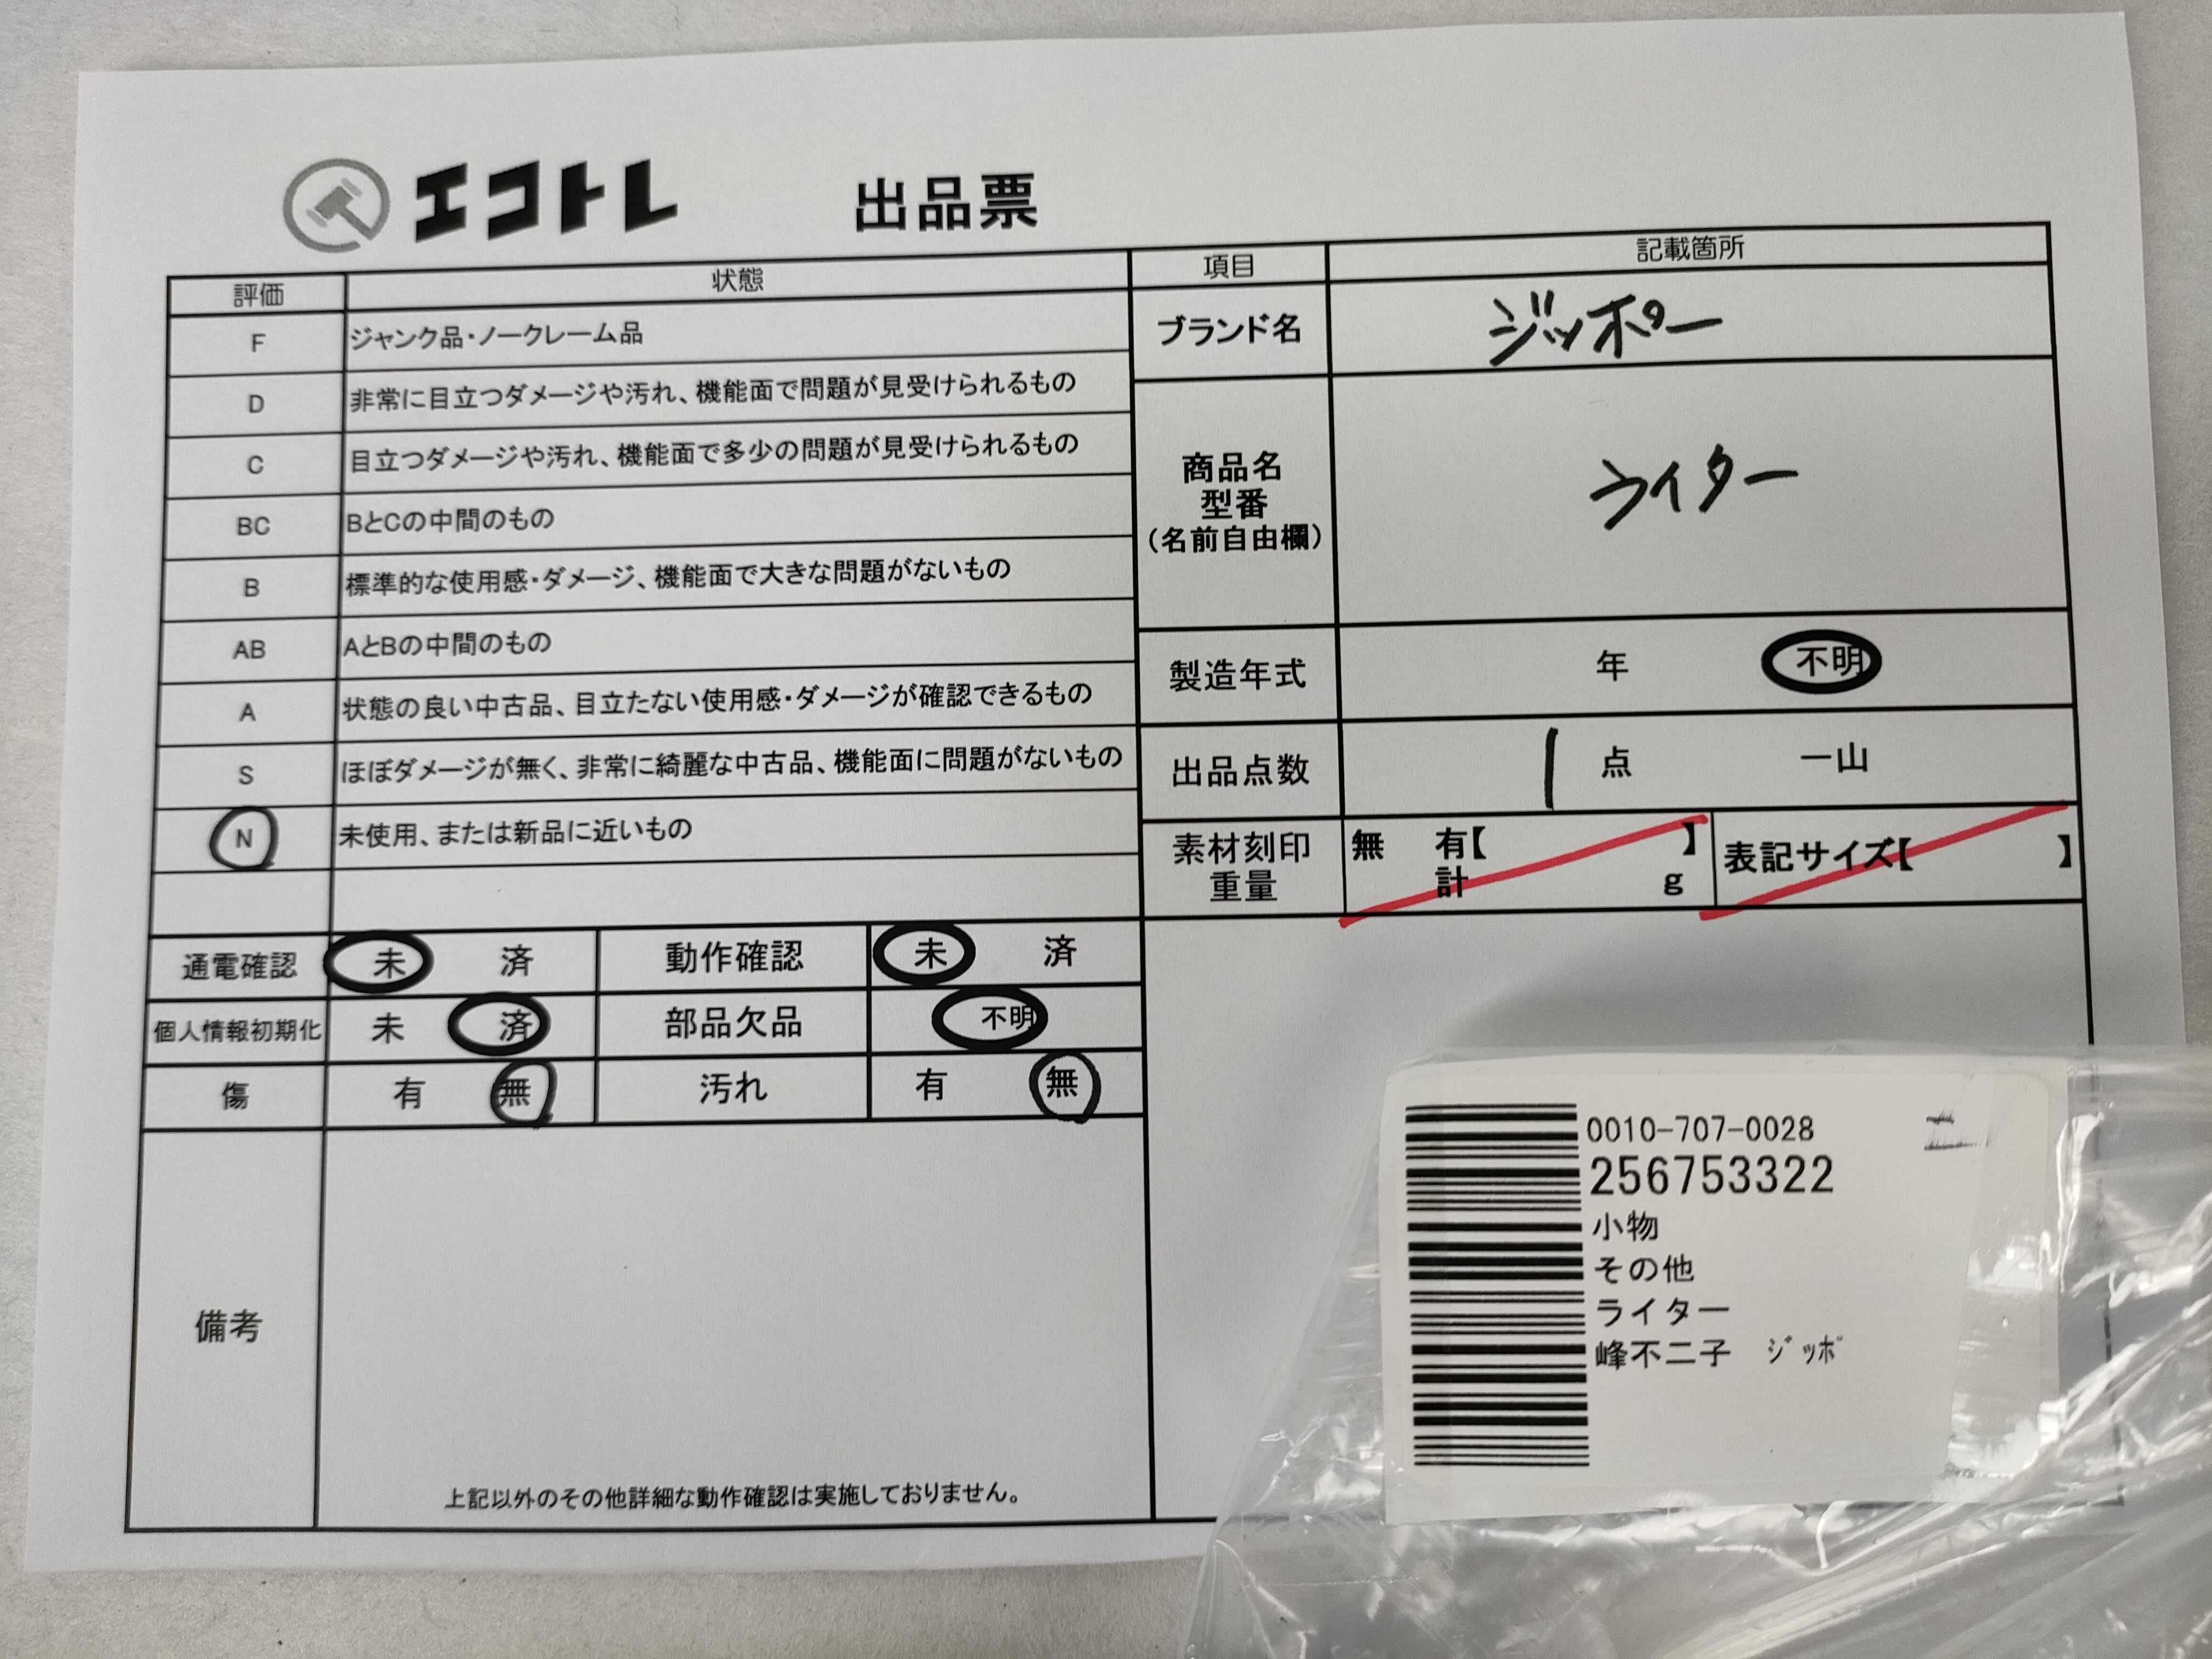 エコトレ 出品票
評価 状態
F ジャンク品・ノークレーム品
D 非常に目立つダメージや汚れ、機能面で問題が見受けられるもの
C 目立つダメージや汚れ、機能面で多少の問題が見受けられるもの
BC BとCの中間のもの
B 標準的な使用感・ダメージ、機能面で大きな問題がないもの
AB AとBの中間のもの
A 状態の良い中古品、目立たない使用感・ダメージが確認できるもの
S ほぼダメージが無く、非常に綺麗な中古品、機能面に問題がないもの
N 未使用、または新品に近いもの
通電確認 未 済 動作確認 未 済
個人情報初期化 未 済 部品欠品 不明
傷 有 無 汚れ 有 無
備考
上記以外のその他詳細な動作確認は実施しておりません。
項目 記載箇所
ブランド名 ジッポー
商品名
型番
（名前自由欄）
ライター
製造年式 年 不明
出品点数 1 点 一山
素材刻印
重量
無 有【 】
計 g
表記サイズ【 】
0010-707-0028
256753322
小物
その他
ライター
峰不二子 ｼﾞｯﾎﾟ